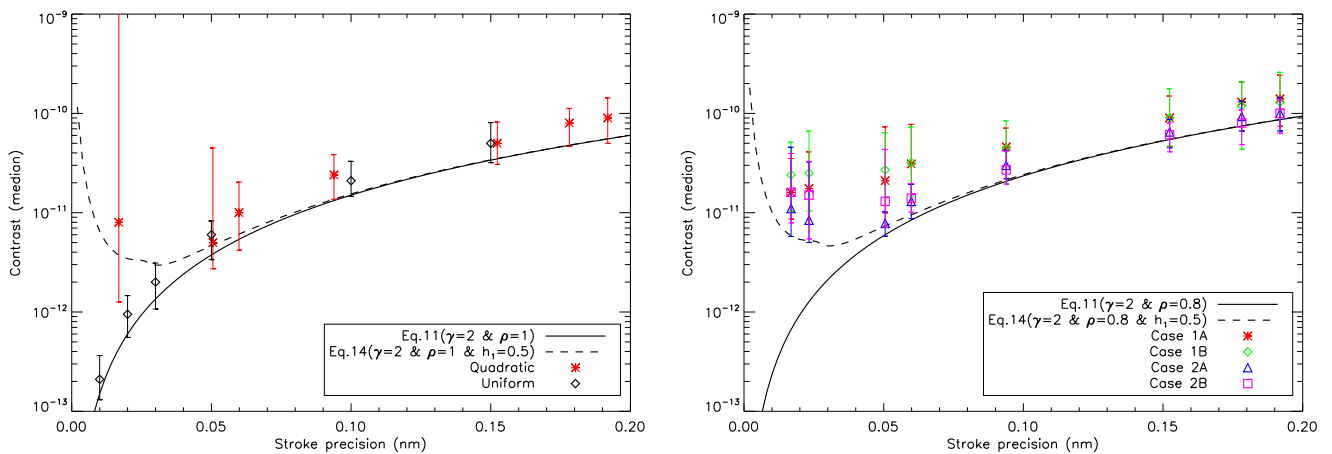 10⁻⁹
10⁻¹⁰
10⁻¹¹
10⁻¹²
10⁻¹³
Contrast (median)
0.00 0.05 0.10 0.15 0.20
Stroke precision (nm)
Eq.11(γ=2 & ρ=1)
Eq.14(γ=2 & ρ=1 & h₁=0.5)
Quadratic
Uniform
10⁻⁹
10⁻¹⁰
10⁻¹¹
10⁻¹²
10⁻¹³
Contrast (median)
0.00 0.05 0.10 0.15 0.20
Stroke precision (nm)
Eq.11(γ=2 & ρ=0.8)
Eq.14(γ=2 & ρ=0.8 & h₁=0.5)
Case 1A
Case 1B
Case 2A
Case 2B